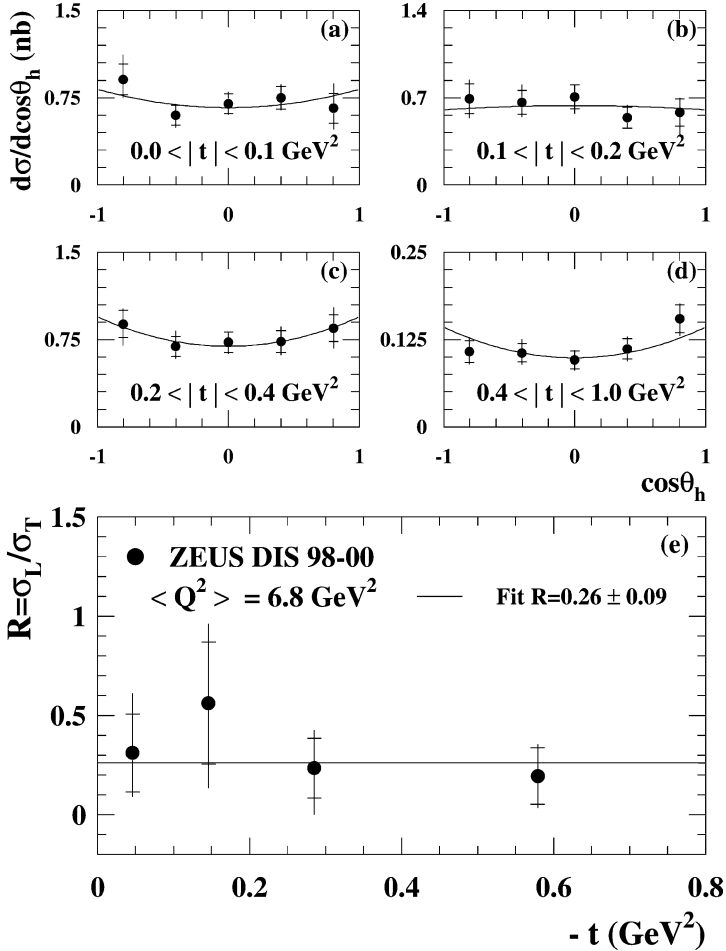 dσ/dcosθh (nb)
1.5
(a)
0.75
0.0 < | t | < 0.1 GeV²
0
-1 0 1
1.4
(b)
0.7
0.1 < | t | < 0.2 GeV²
0
-1 0 1
1.5
(c)
0.75
0.2 < | t | < 0.4 GeV²
0
-1 0 1
0.25
(d)
0.125
0.4 < | t | < 1.0 GeV²
0
-1 0 1
cosθh
R=σL/σT
1.5
(e)
ZEUS DIS 98-00
< Q² > = 6.8 GeV²
Fit R=0.26 ± 0.09
1
0.5
0
0 0.2 0.4 0.6 0.8
- t (GeV²)